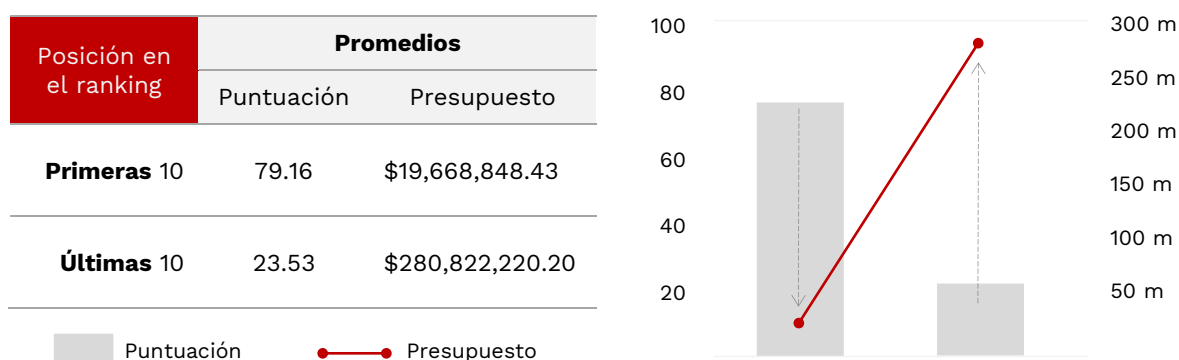 Posición en
el ranking
Promedios
Puntuación Presupuesto
Primeras 10 79.16 $19,668,848.43
Últimas 10 23.53 $280,822,220.20
Puntuación Presupuesto
100
80
60
40
20
300 m
250 m
200 m
150 m
100 m
50 m